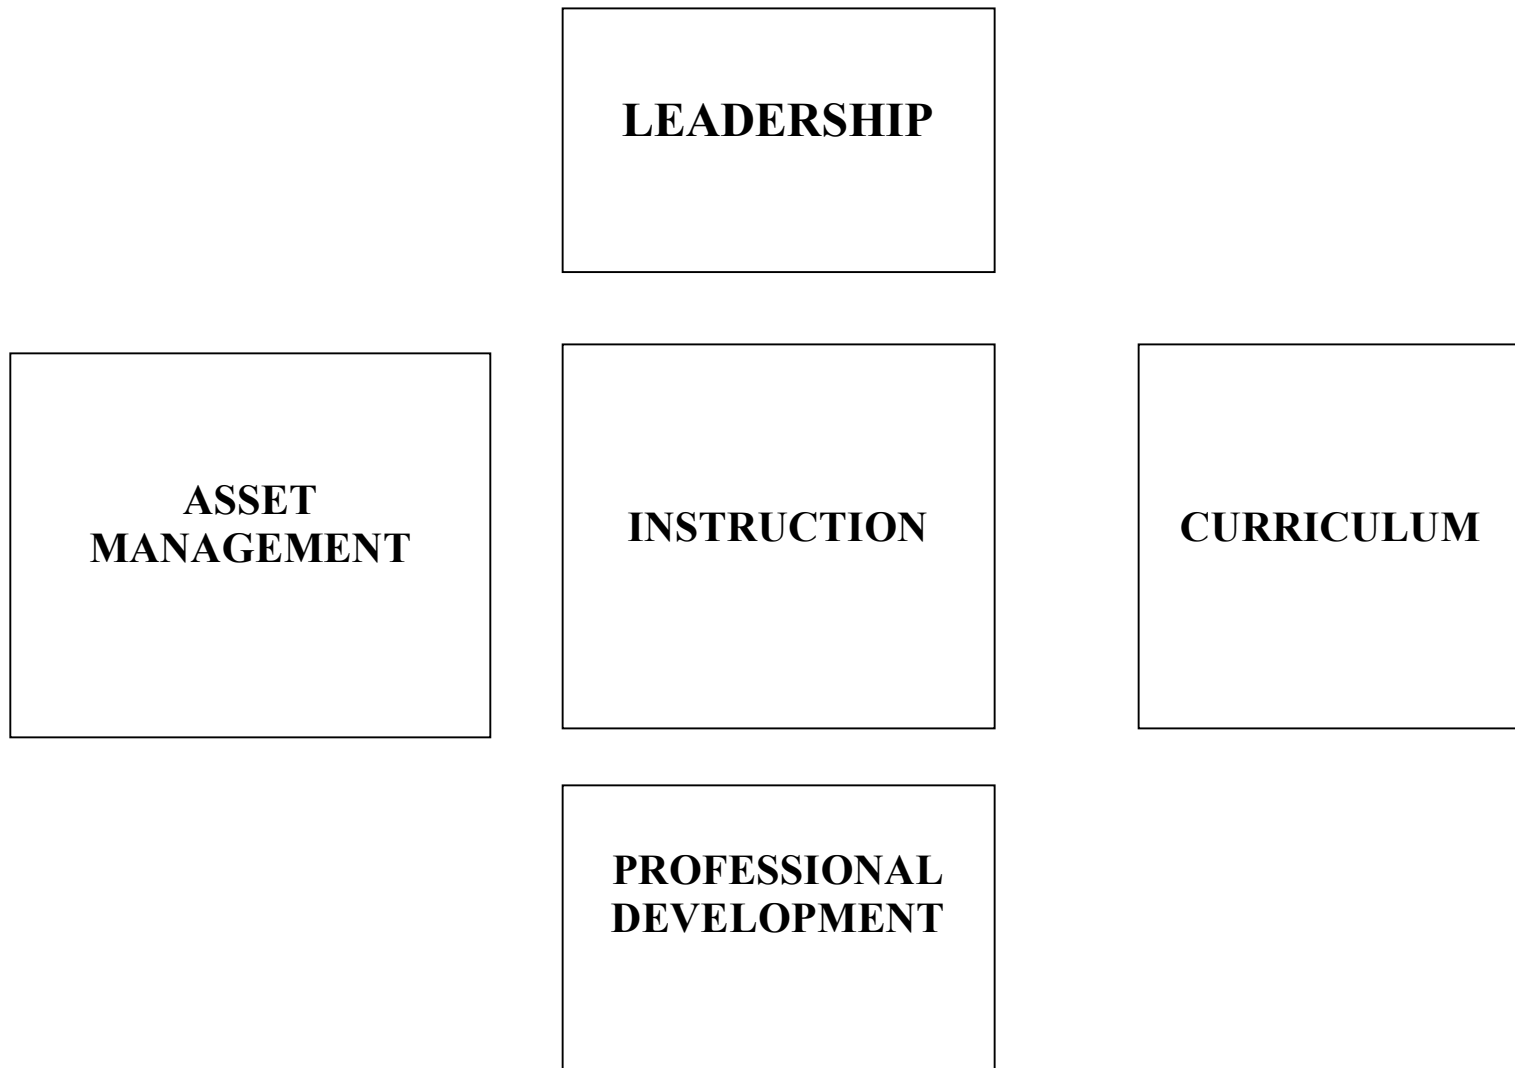 LEADERSHIP
ASSET
MANAGEMENT
INSTRUCTION
CURRICULUM
PROFESSIONAL
DEVELOPMENT